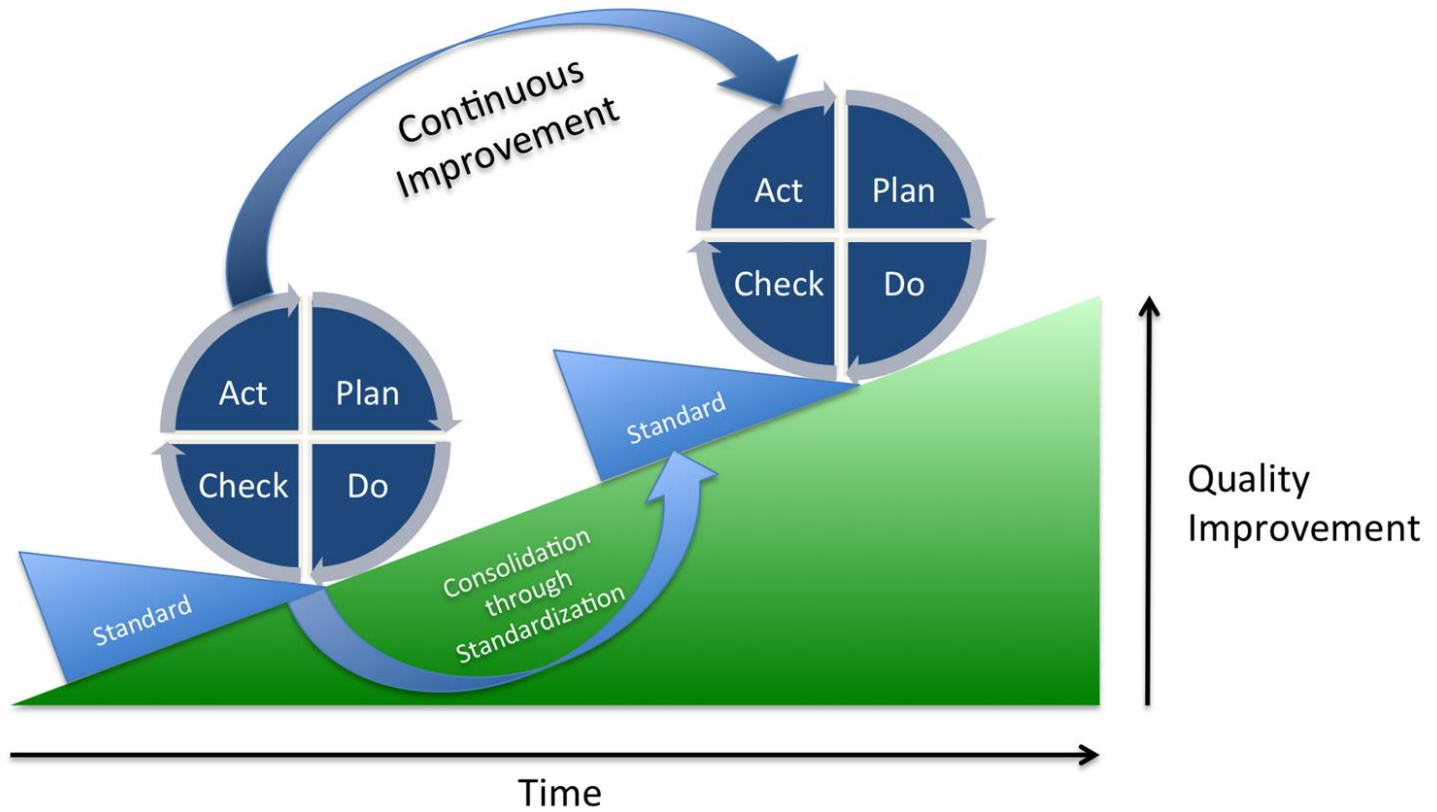 Continuous
Improvement
Act
Plan
Check
Do
Act
Plan
Check
Do
Standard
Standard
Consolidation
through
Standardization
Quality
Improvement
Time